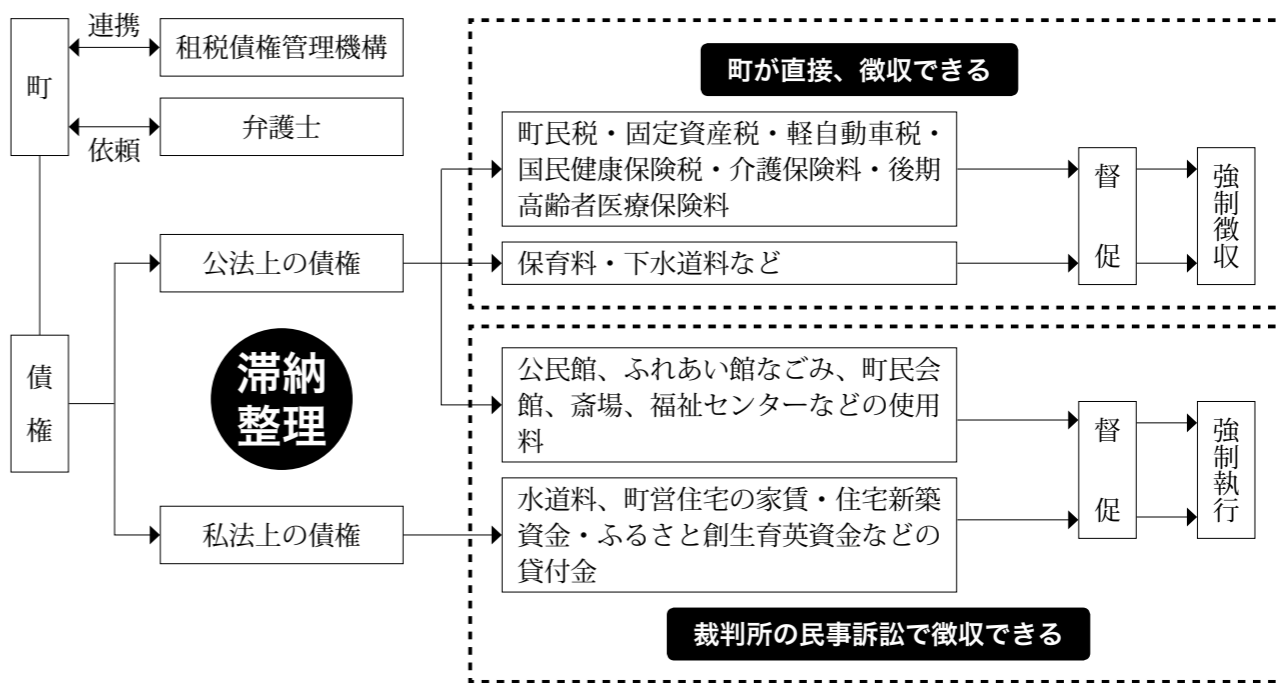 町
連携
租税債権管理機構
依頼
弁護士
債権
公法上の債権
私法上の債権
滞納
整理
町が直接、徴収できる
町民税・固定資産税・軽自動車税・
国民健康保険税・介護保険料・後期
高齢者医療保険料
保育料・下水道料など
督促
強制徴収
公民館、ふれあい館なごみ、町民会
館、斎場、福祉センターなどの使用
料
水道料、町営住宅の家賃・住宅新築
資金・ふるさと創生育英資金などの
貸付金
督促
強制執行
裁判所の民事訴訟で徴収できる